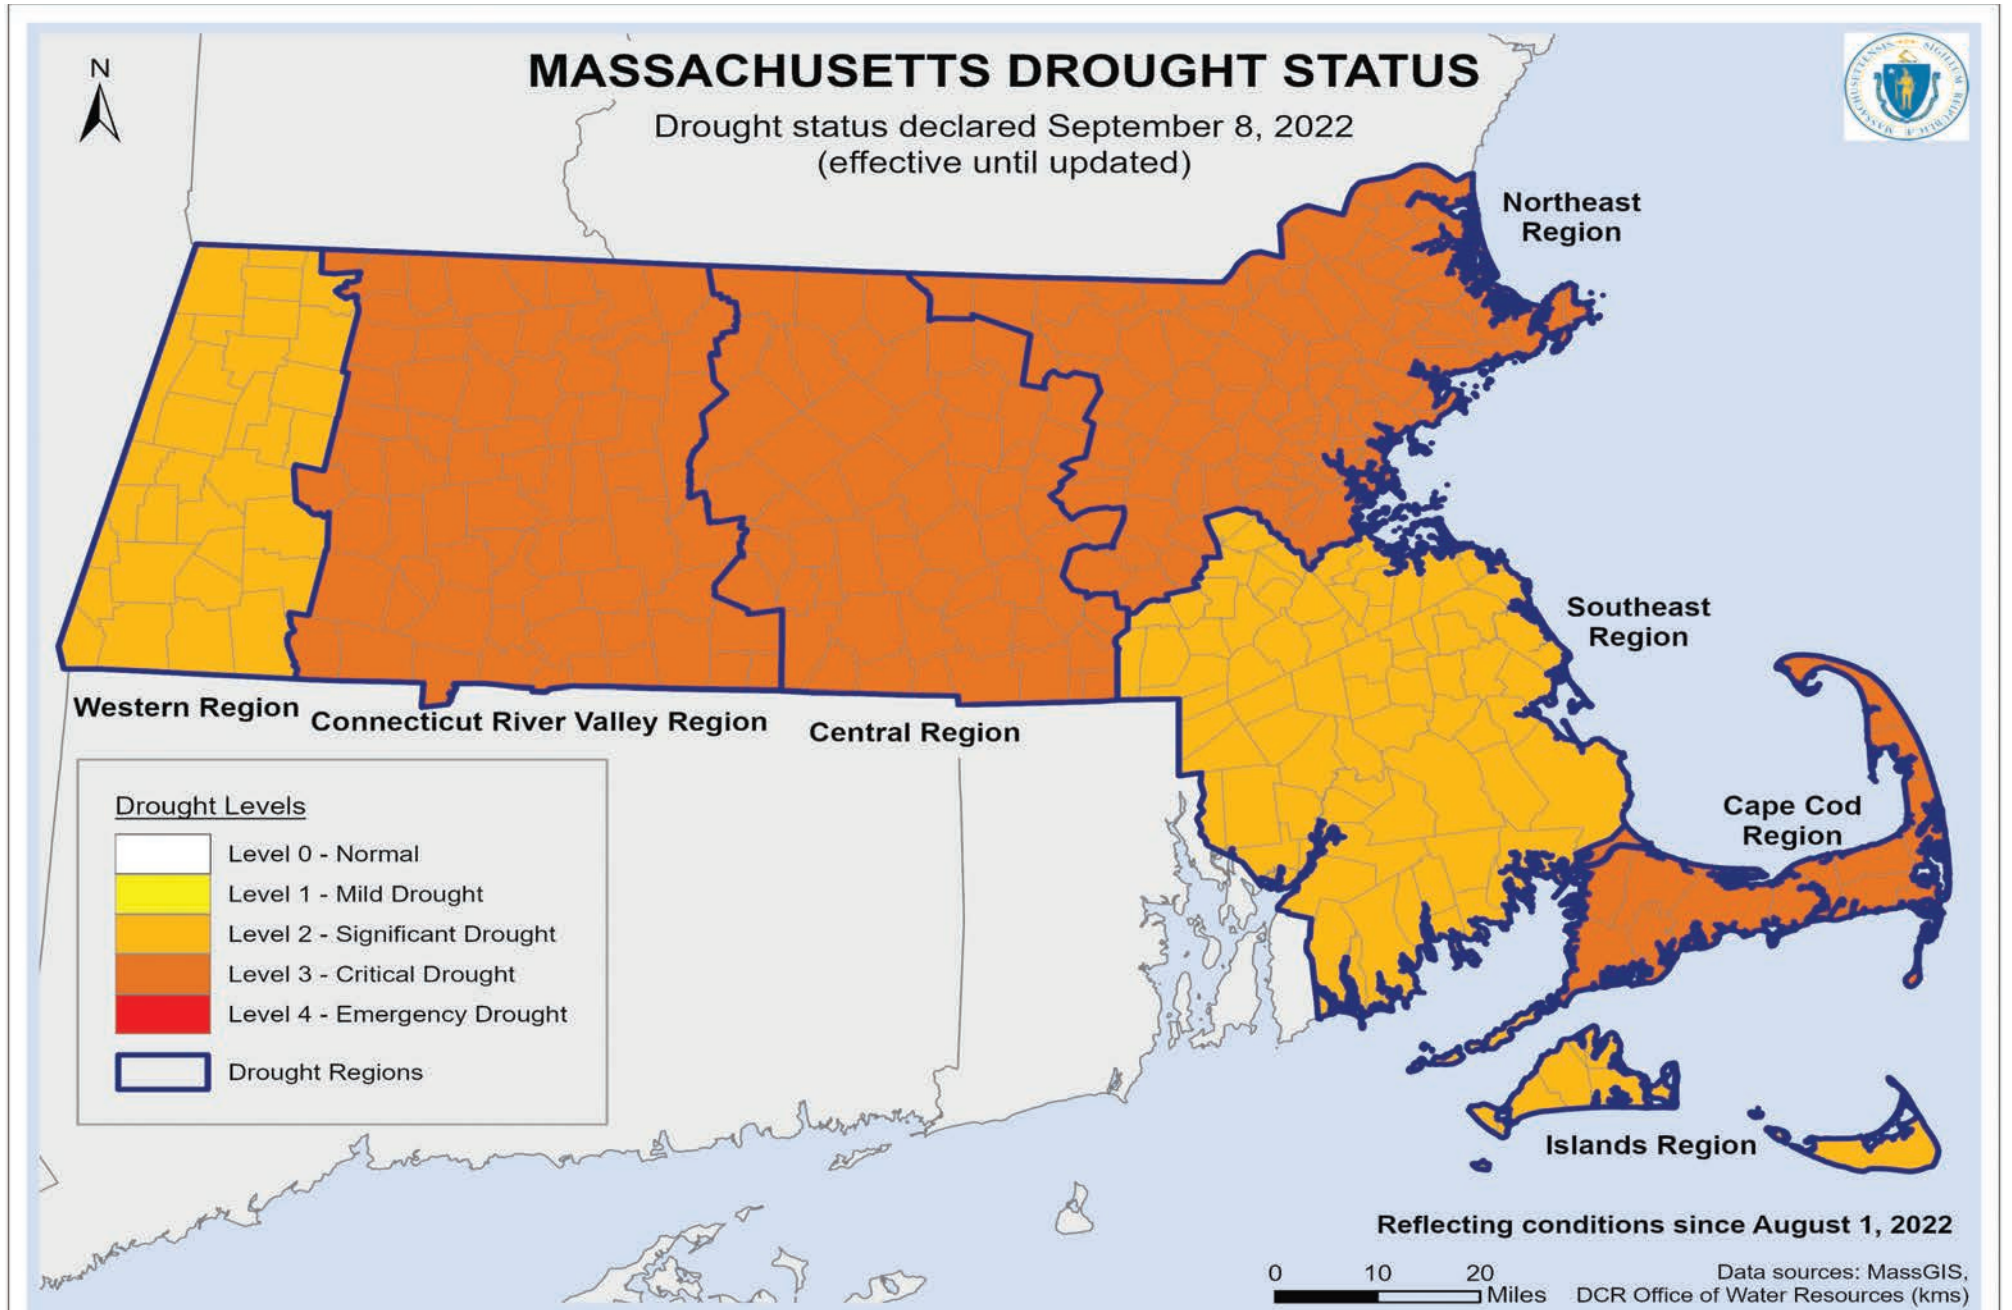 MASSACHUSETTS DROUGHT STATUS
Drought status declared September 8, 2022
(effective until updated)
N
Northeast
Region
Southeast
Region
Western Region
Connecticut River Valley Region
Central Region
Cape Cod
Region
Drought Levels
Level 0 - Normal
Level 1 - Mild Drought
Level 2 - Significant Drought
Level 3 - Critical Drought
Level 4 - Emergency Drought
Drought Regions
Islands Region
Reflecting conditions since August 1, 2022
0 10 20
Miles
Data sources: MassGIS,
DCR Office of Water Resources (kms)